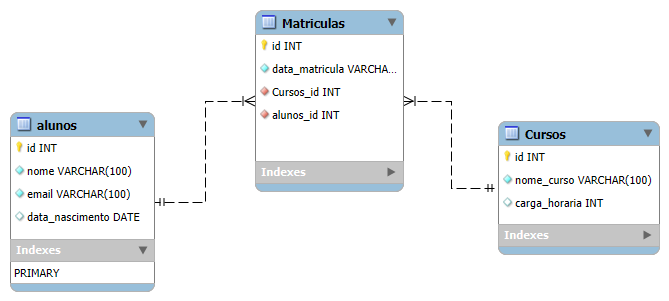 Matriculas
id INT
data_matricula VARCHA...
Cursos_id INT
alunos_id INT
Indexes
alunos
id INT
nome VARCHAR(100)
email VARCHAR(100)
data_nascimento DATE
Indexes
PRIMARY
Cursos
id INT
nome_curso VARCHAR(100)
carga_horaria INT
Indexes